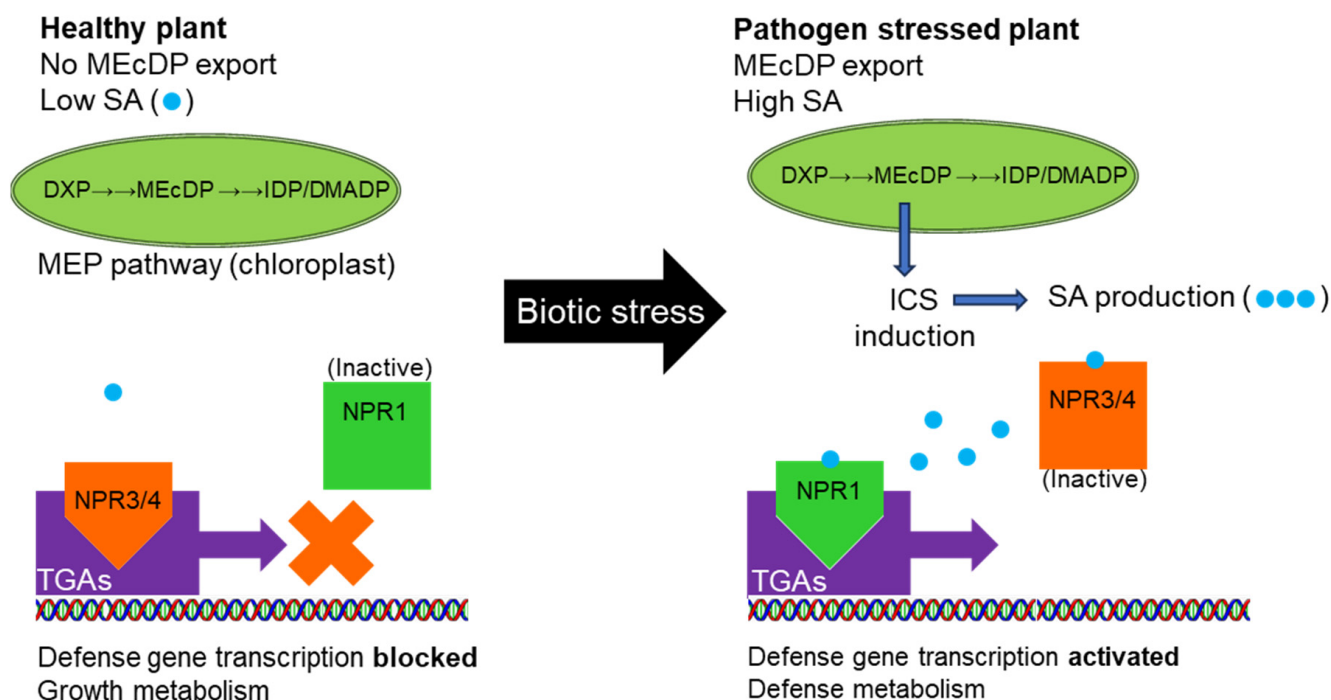 Healthy plant
No MEcDP export
Low SA ( )
DXP→→MEcDP →→IDP/DMADP
MEP pathway (chloroplast)
(Inactive)
NPR1
NPR3/4
TGAs
Defense gene transcription blocked
Growth metabolism
Biotic stress
Pathogen stressed plant
MEcDP export
High SA
DXP→→MEcDP →→IDP/DMADP
ICS
induction
SA production ( )
NPR3/4
(Inactive)
NPR1
TGAs
Defense gene transcription activated
Defense metabolism